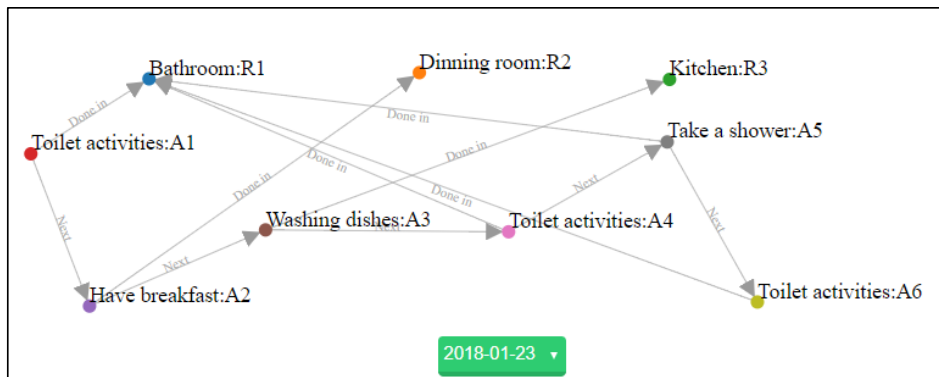 Bathroom:R1
Dinning room:R2
Kitchen:R3
Done in
Done in
Toilet activities:A1
Take a shower:A5
Done in
Done in
Done in
Done in
Next
Next
Washing dishes:A3
Next
Toilet activities:A4
Next
Next
Have breakfast:A2
Toilet activities:A6
2018-01-23